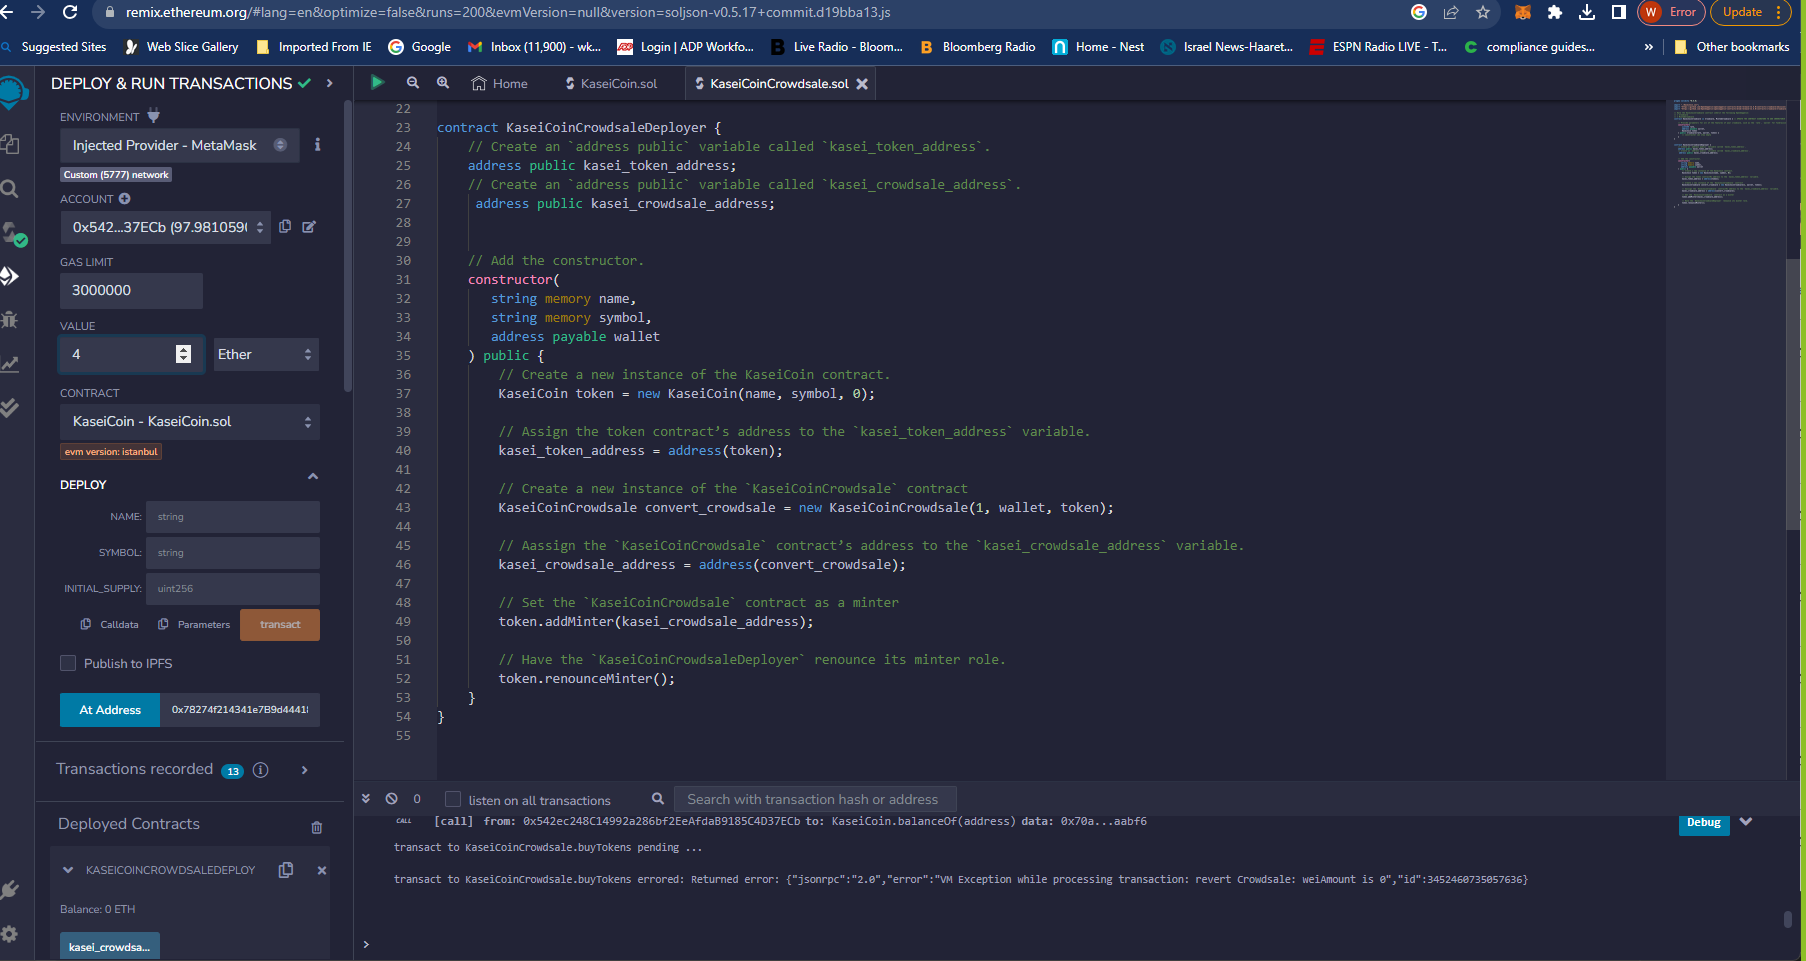 remix.ethereum.org/#lang=en&optimize=false&runs=200&evmVersion=null&version=soljson-v0.5.17+commit.d19bba13.js
W Error
Update
Suggested Sites
Web Slice Gallery
Imported From IE
Google
Inbox (11,900) - wk...
Login | ADP Workfo...
Live Radio - Bloom...
Bloomberg Radio
Home - Nest
Israel News-Haaret...
ESPN Radio LIVE - T...
compliance guides...
»
Other bookmarks
DEPLOY & RUN TRANSACTIONS
Home
KaseiCoin.sol
KaseiCoinCrowdsale.sol
ENVIRONMENT
Injected Provider - MetaMask
Custom (5777) network
ACCOUNT
0x542...37ECb (97.9810590
GAS LIMIT
3000000
VALUE
4
Ether
CONTRACT
KaseiCoin - KaseiCoin.sol
evm version: istanbul
DEPLOY
NAME: string
SYMBOL: string
INITIAL_SUPPLY: uint256
Calldata
Parameters
transact
Publish to IPFS
At Address
0x78274f214341e7B9d4441
Transactions recorded 13
Deployed Contracts
KASEICOINCROWDSALEDEPLOY
Balance: 0 ETH
kasei_crowdsa...
22
23 contract KaseiCoinCrowdsaleDeployer {
24 // Create an `address public` variable called `kasei_token_address`.
25 address public kasei_token_address;
26 // Create an `address public` variable called `kasei_crowdsale_address`.
27 address public kasei_crowdsale_address;
28
29
30 // Add the constructor.
31 constructor(
32 string memory name,
33 string memory symbol,
34 address payable wallet
35 ) public {
36 // Create a new instance of the KaseiCoin contract.
37 KaseiCoin token = new KaseiCoin(name, symbol, 0);
38
39 // Assign the token contract’s address to the `kasei_token_address` variable.
40 kasei_token_address = address(token);
41
42 // Create a new instance of the `KaseiCoinCrowdsale` contract
43 KaseiCoinCrowdsale convert_crowdsale = new KaseiCoinCrowdsale(1, wallet, token);
44
45 // Aassign the `KaseiCoinCrowdsale` contract’s address to the `kasei_crowdsale_address` variable.
46 kasei_crowdsale_address = address(convert_crowdsale);
47
48 // Set the `KaseiCoinCrowdsale` contract as a minter
49 token.addMinter(kasei_crowdsale_address);
50
51 // Have the `KaseiCoinCrowdsaleDeployer` renounce its minter role.
52 token.renounceMinter();
53 }
54 }
55
0
listen on all transactions
Search with transaction hash or address
CALL [call] from: 0x542ec248C14992a286bf2EeAfdaB9185C4D37ECb to: KaseiCoin.balanceOf(address) data: 0x70a...aabf6
Debug
transact to KaseiCoinCrowdsale.buyTokens pending ...
transact to KaseiCoinCrowdsale.buyTokens errored: Returned error: {"jsonrpc":"2.0","error":"VM Exception while processing transaction: revert Crowdsale: weiAmount is 0","id":3452460735057636}
>